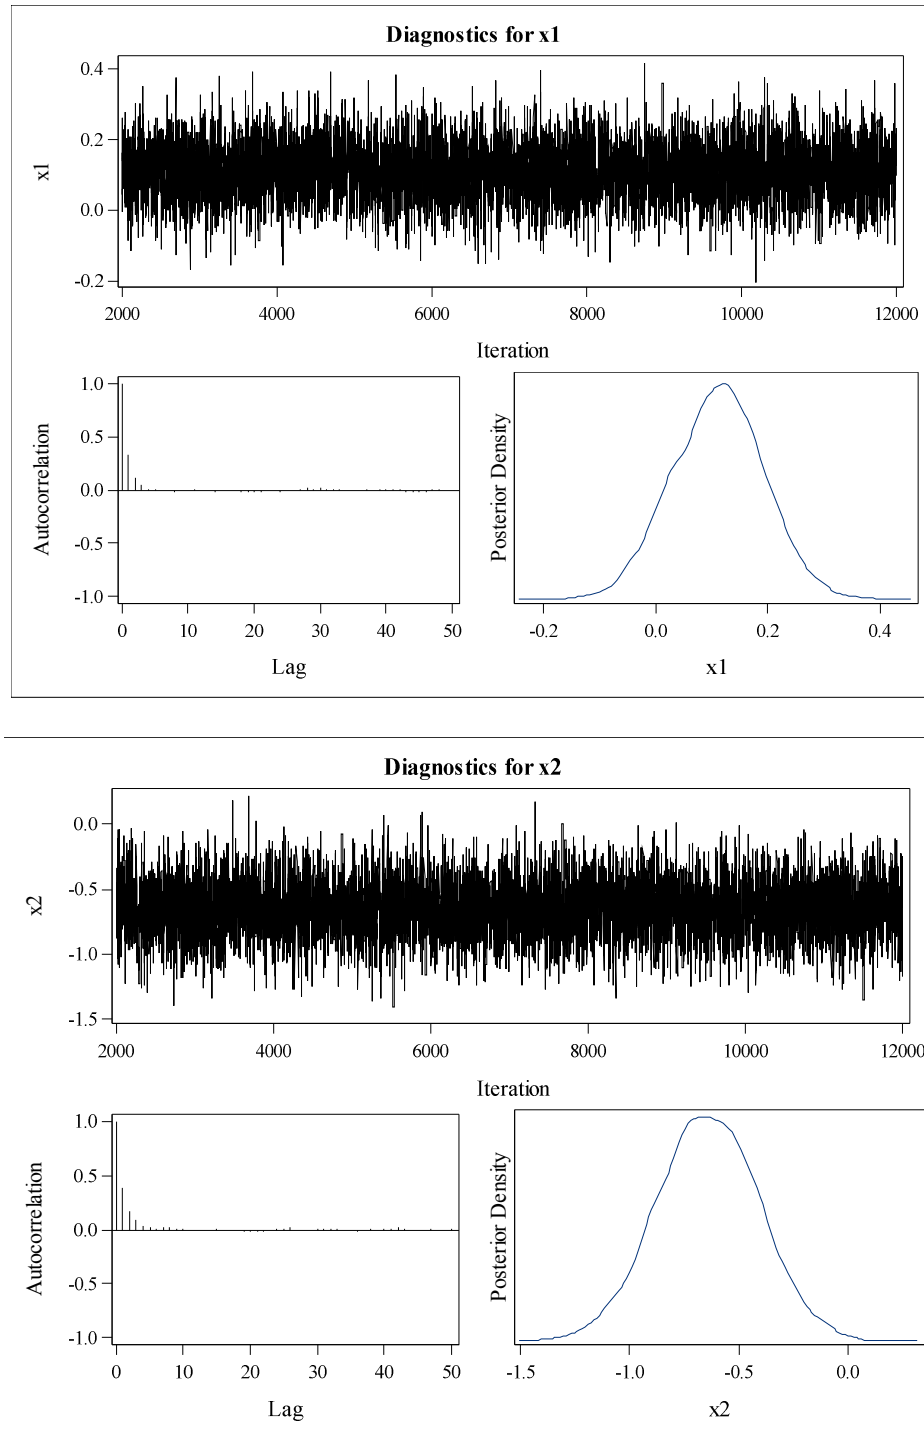 Diagnostics for x1
0.4
0.2
0.0
-0.2
x1
2000 4000 6000 8000 10000 12000
Iteration
1.0
0.5
0.0
-0.5
-1.0
Autocorrelation
0 10 20 30 40 50
Lag
Posterior Density
-0.2 0.0 0.2 0.4
x1
Diagnostics for x2
0.0
-0.5
-1.0
-1.5
x2
2000 4000 6000 8000 10000 12000
Iteration
1.0
0.5
0.0
-0.5
-1.0
Autocorrelation
0 10 20 30 40 50
Lag
Posterior Density
-1.5 -1.0 -0.5 0.0
x2